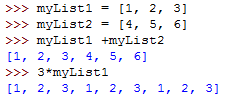 >>> myList1 = [1, 2, 3]
>>> myList2 = [4, 5, 6]
>>> myList1 +myList2
[1, 2, 3, 4, 5, 6]
>>> 3*myList1
[1, 2, 3, 1, 2, 3, 1, 2, 3]